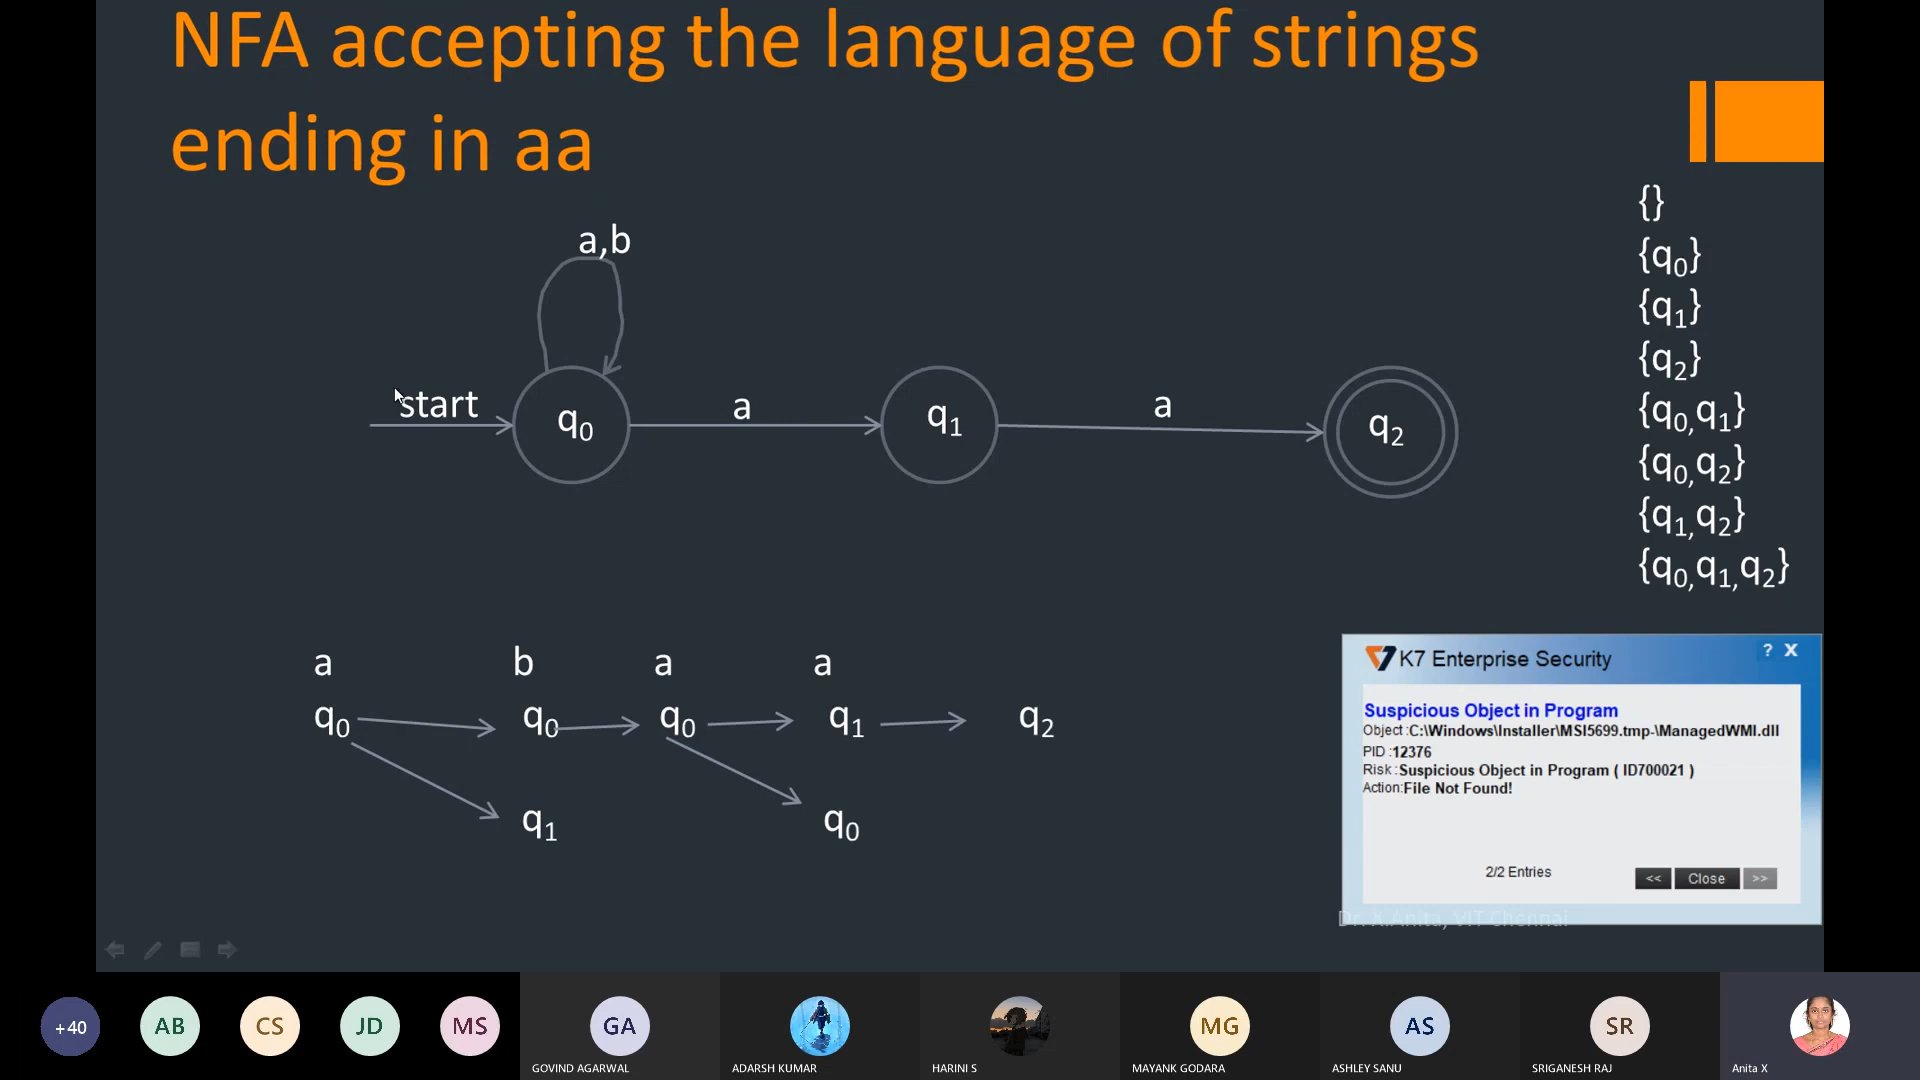 NFA accepting the language of strings
ending in aa
{}
{q0}
{q1}
{q2}
{q0,q1}
{q0,q2}
{q1,q2}
{q0,q1,q2}
a,b
start
q0
a
q1
a
q2
a b a a
q0 q0 q0 q1 q2
q1 q0
K7 Enterprise Security
? X
Suspicious Object in Program
Object :C:\Windows\Installer\MSI5699.tmp-\ManagedWMI.dll
PID :12376
Risk :Suspicious Object in Program ( ID700021 )
Action:File Not Found!
2/2 Entries
<< Close >>
Dr. X.Anita, VIT Chennai
+40 AB CS JD MS GA MG AS SR
GOVIND AGARWAL ADARSH KUMAR HARINI S MAYANK GODARA ASHLEY SANU SRIGANESH RAJ Anita X